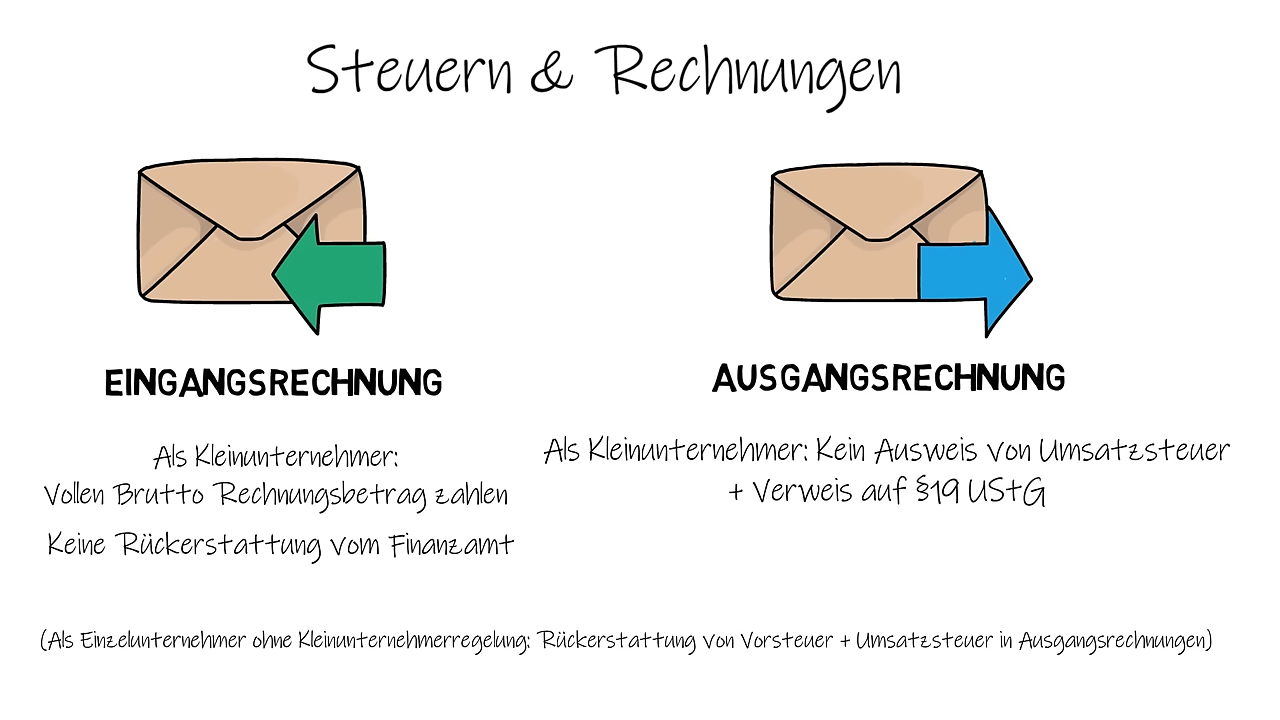 Steuern & Rechnungen
EINGANGSRECHNUNG
Als Kleinunternehmer:
Vollen Brutto Rechnungsbetrag zahlen
Keine Rückerstattung vom Finanzamt
AUSGANGSRECHNUNG
Als Kleinunternehmer: Kein Ausweis von Umsatzsteuer
+ Verweis auf §19 UStG
(Als Einzelunternehmer ohne Kleinunternehmerregelung: Rückerstattung von Vorsteuer + Umsatzsteuer in Ausgangsrechnungen)